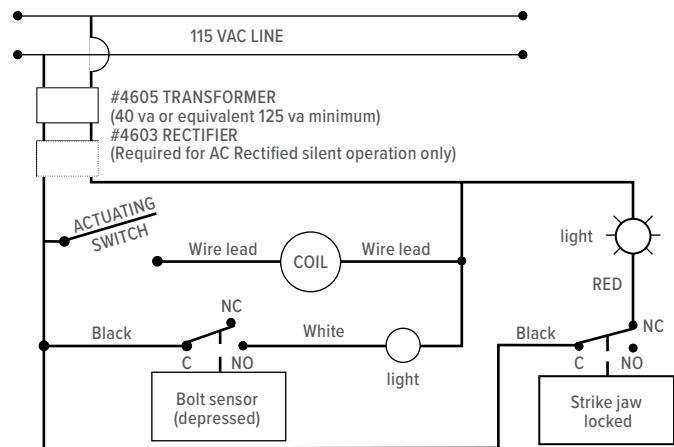 115 VAC LINE
#4605 TRANSFORMER
(40 va or equivalent 125 va minimum)
#4603 RECTIFIER
(Required for AC Rectified silent operation only)
ACTUATING
SWITCH
Wire lead
COIL
Wire lead
light
RED
NC
Black
White
C
NO
light
Bolt sensor
(depressed)
Black
NC
C
NO
Strike jaw
locked